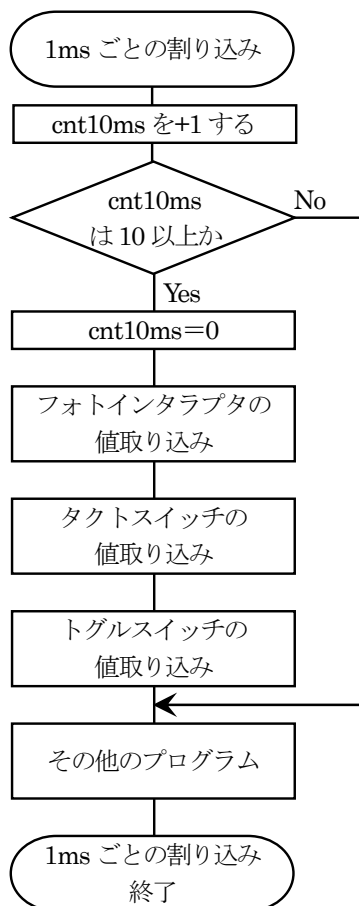 1ms ごとの割り込み
cnt10ms を+1 する
cnt10ms
は 10 以上か
No
Yes
cnt10ms=0
フォトインタラプタの
値取り込み
タクトスイッチの
値取り込み
トグルスイッチの
値取り込み
その他のプログラム
1ms ごとの割り込み
終了